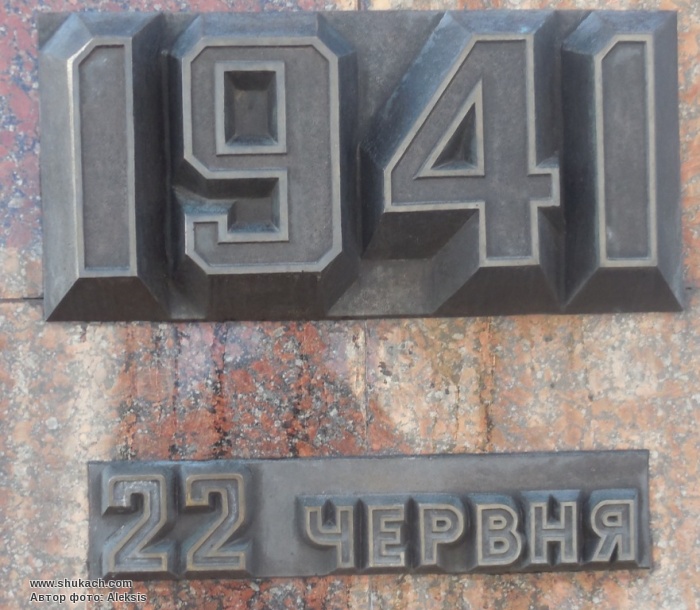 1941
22 ЧЕРВНЯ
www.shukach.com
Автор фото: Aleksis